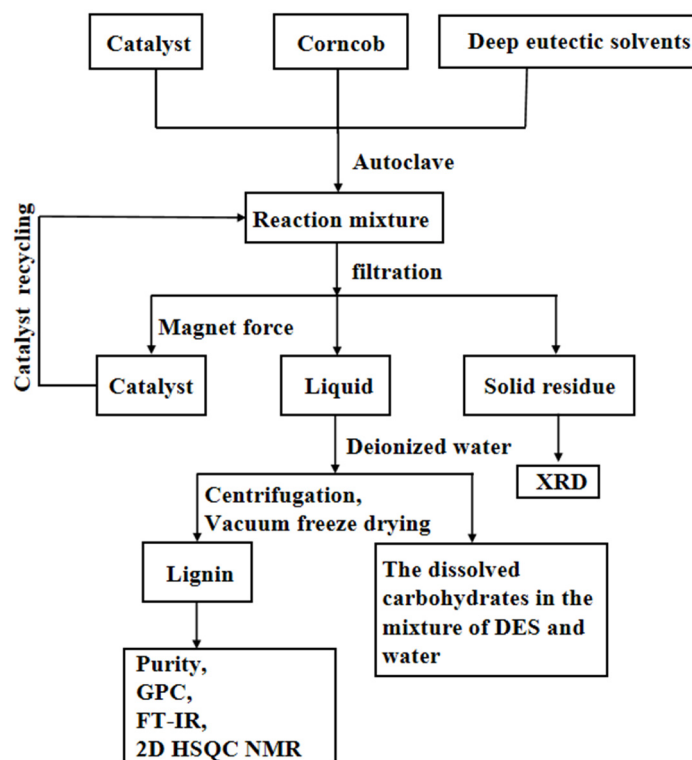 Catalyst
Corncob
Deep eutectic solvents
Autoclave
Reaction mixture
Catalyst recycling
filtration
Magnet force
Catalyst
Liquid
Solid residue
Deionized water
XRD
Centrifugation,
Vacuum freeze drying
Lignin
The dissolved
carbohydrates in the
mixture of DES and
water
Purity,
GPC,
FT-IR,
2D HSQC NMR